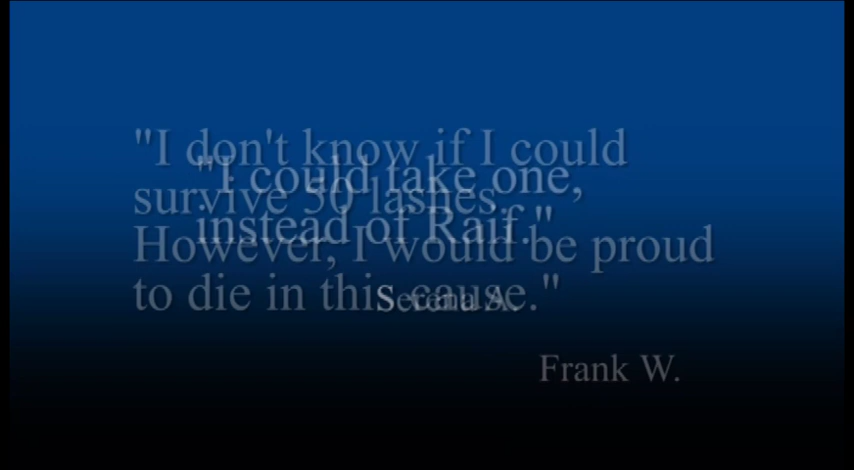 "I don't know if I could
survive 50 lashes.
However, I would be proud
to die in this cause."
Frank W.
"I could take one,
instead of Raif."
Serena A.